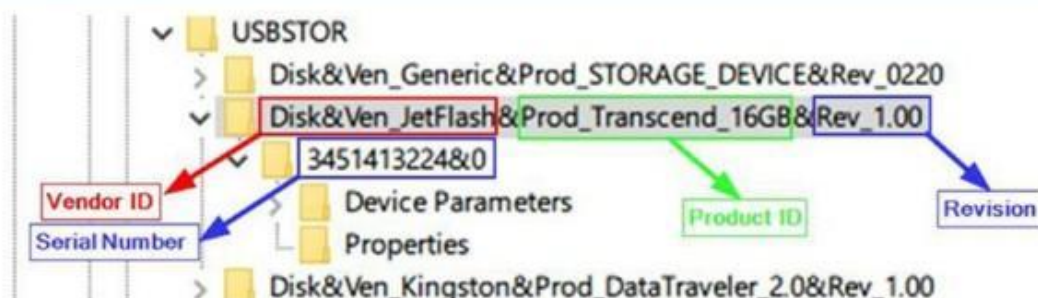 USBSTOR
Disk&Ven_Generic&Prod_STORAGE_DEVICE&Rev_0220
Disk&Ven_JetFlash&Prod_Transcend_16GB&Rev_1.00
3451413224&0
Vendor ID
Device Parameters
Product ID
Revision
Serial Number
Properties
Disk&Ven_Kingston&Prod_DataTraveler_2.0&Rev_1.00